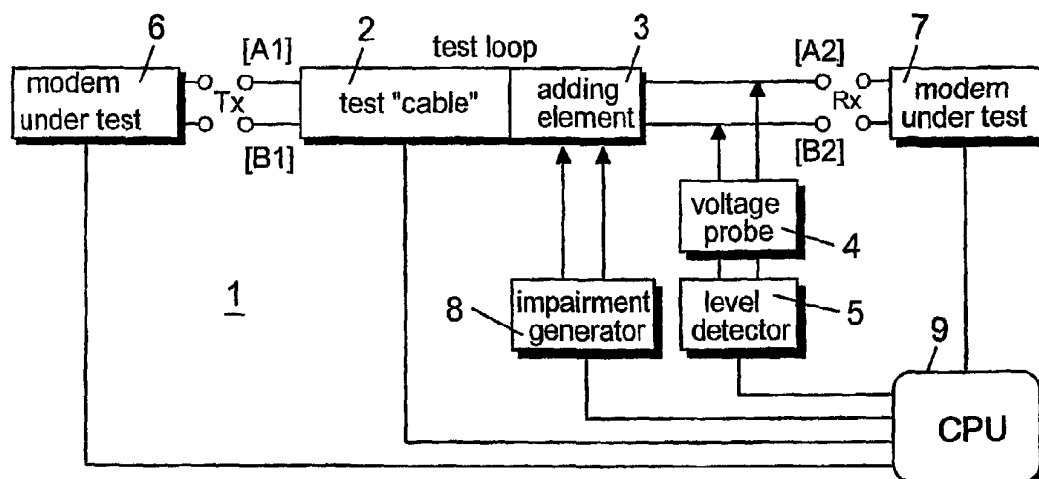 6
[A1]
2
test loop
3
[A2]
7
modem
under test
Tx
test "cable"
adding
element
Rx
modem
under test
[B1]
[B2]
voltage
probe
4
1
8
impairment
generator
level
detector
5
9
CPU